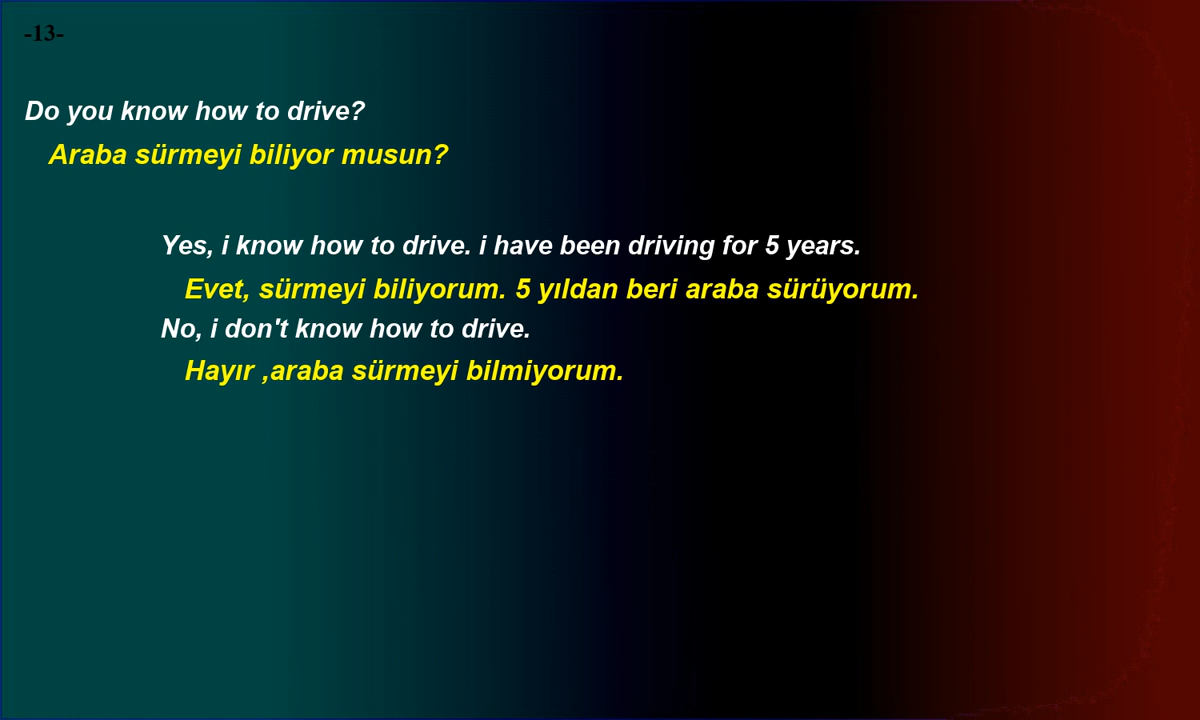 -13-
Do you know how to drive?
Araba sürmeyi biliyor musun?
Yes, i know how to drive. i have been driving for 5 years.
Evet, sürmeyi biliyorum. 5 yıldan beri araba sürüyorum.
No, i don't know how to drive.
Hayır ,araba sürmeyi bilmiyorum.